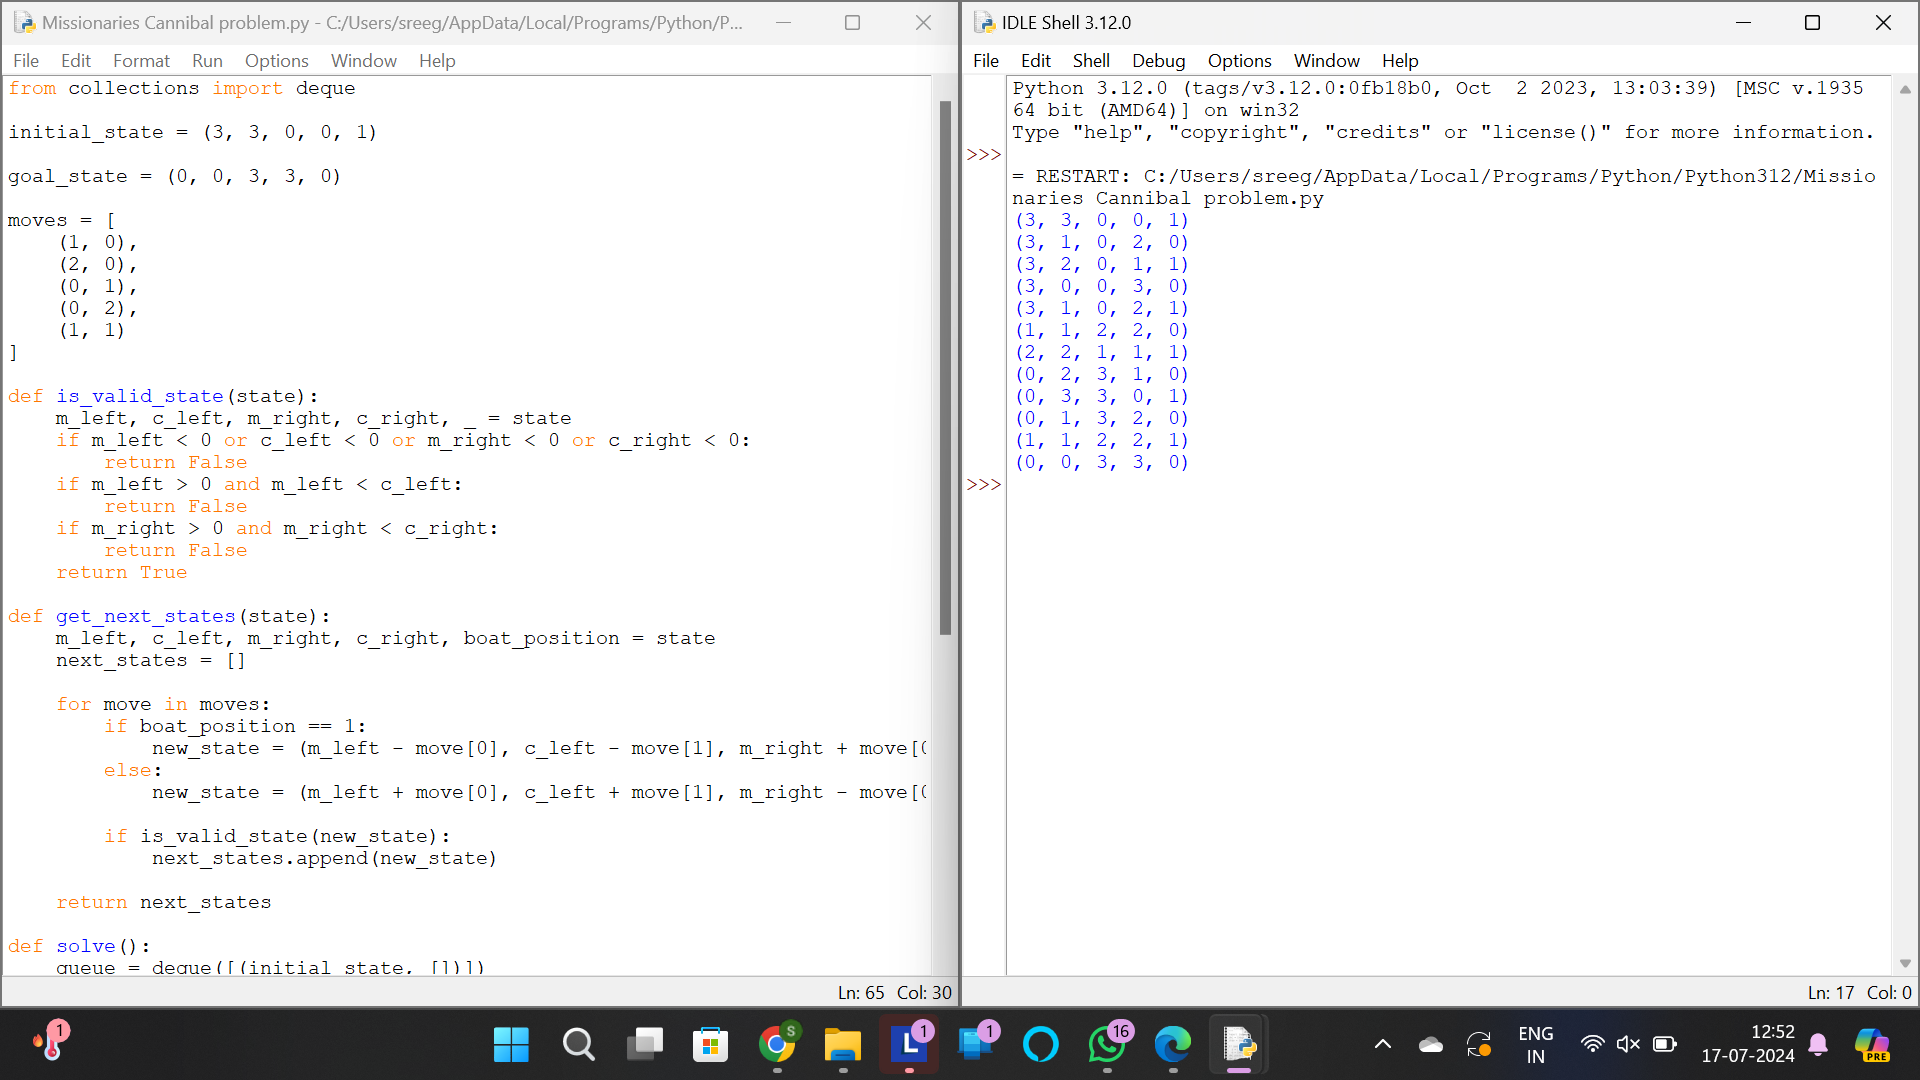 Missionaries Cannibal problem.py - C:/Users/sreeg/AppData/Local/Programs/Python/P...
File Edit Format Run Options Window Help
from collections import deque
initial_state = (3, 3, 0, 0, 1)
goal_state = (0, 0, 3, 3, 0)
moves = [
(1, 0),
(2, 0),
(0, 1),
(0, 2),
(1, 1)
]
def is_valid_state(state):
m_left, c_left, m_right, c_right, _ = state
if m_left < 0 or c_left < 0 or m_right < 0 or c_right < 0:
return False
if m_left > 0 and m_left < c_left:
return False
if m_right > 0 and m_right < c_right:
return False
return True
def get_next_states(state):
m_left, c_left, m_right, c_right, boat_position = state
next_states = []
for move in moves:
if boat_position == 1:
new_state = (m_left - move[0], c_left - move[1], m_right + move[0
else:
new_state = (m_left + move[0], c_left + move[1], m_right - move[0
if is_valid_state(new_state):
next_states.append(new_state)
return next_states
def solve():
queue = deque([(initial_state, [])])
Ln: 65 Col: 30
IDLE Shell 3.12.0
File Edit Shell Debug Options Window Help
Python 3.12.0 (tags/v3.12.0:0fb18b0, Oct  2 2023, 13:03:39) [MSC v.1935
64 bit (AMD64)] on win32
Type "help", "copyright", "credits" or "license()" for more information.
>>>
= RESTART: C:/Users/sreeg/AppData/Local/Programs/Python/Python312/Missio
naries Cannibal problem.py
(3, 3, 0, 0, 1)
(3, 1, 0, 2, 0)
(3, 2, 0, 1, 1)
(3, 0, 0, 3, 0)
(3, 1, 0, 2, 1)
(1, 1, 2, 2, 0)
(2, 2, 1, 1, 1)
(0, 2, 3, 1, 0)
(0, 3, 3, 0, 1)
(0, 1, 3, 2, 0)
(1, 1, 2, 2, 1)
(0, 0, 3, 3, 0)
>>>
Ln: 17 Col: 0
1
S
L 1
1
16
ENG
IN
12:52
17-07-2024
PRE